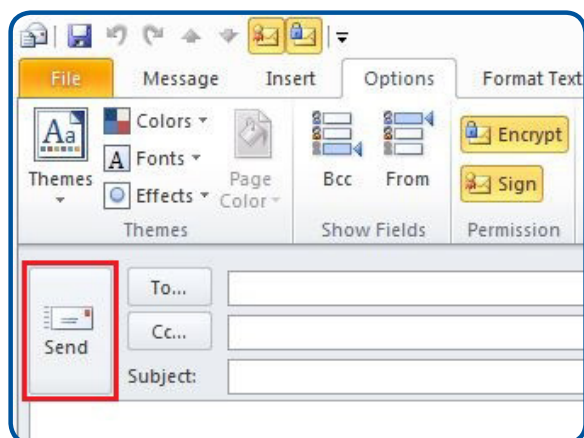 File Message Insert Options Format Text
Aa
Themes
Colors
A Fonts
Effects
Page
Color
Themes
Bcc From
Show Fields
Encrypt
Sign
Permission
Send
To...
Cc...
Subject: